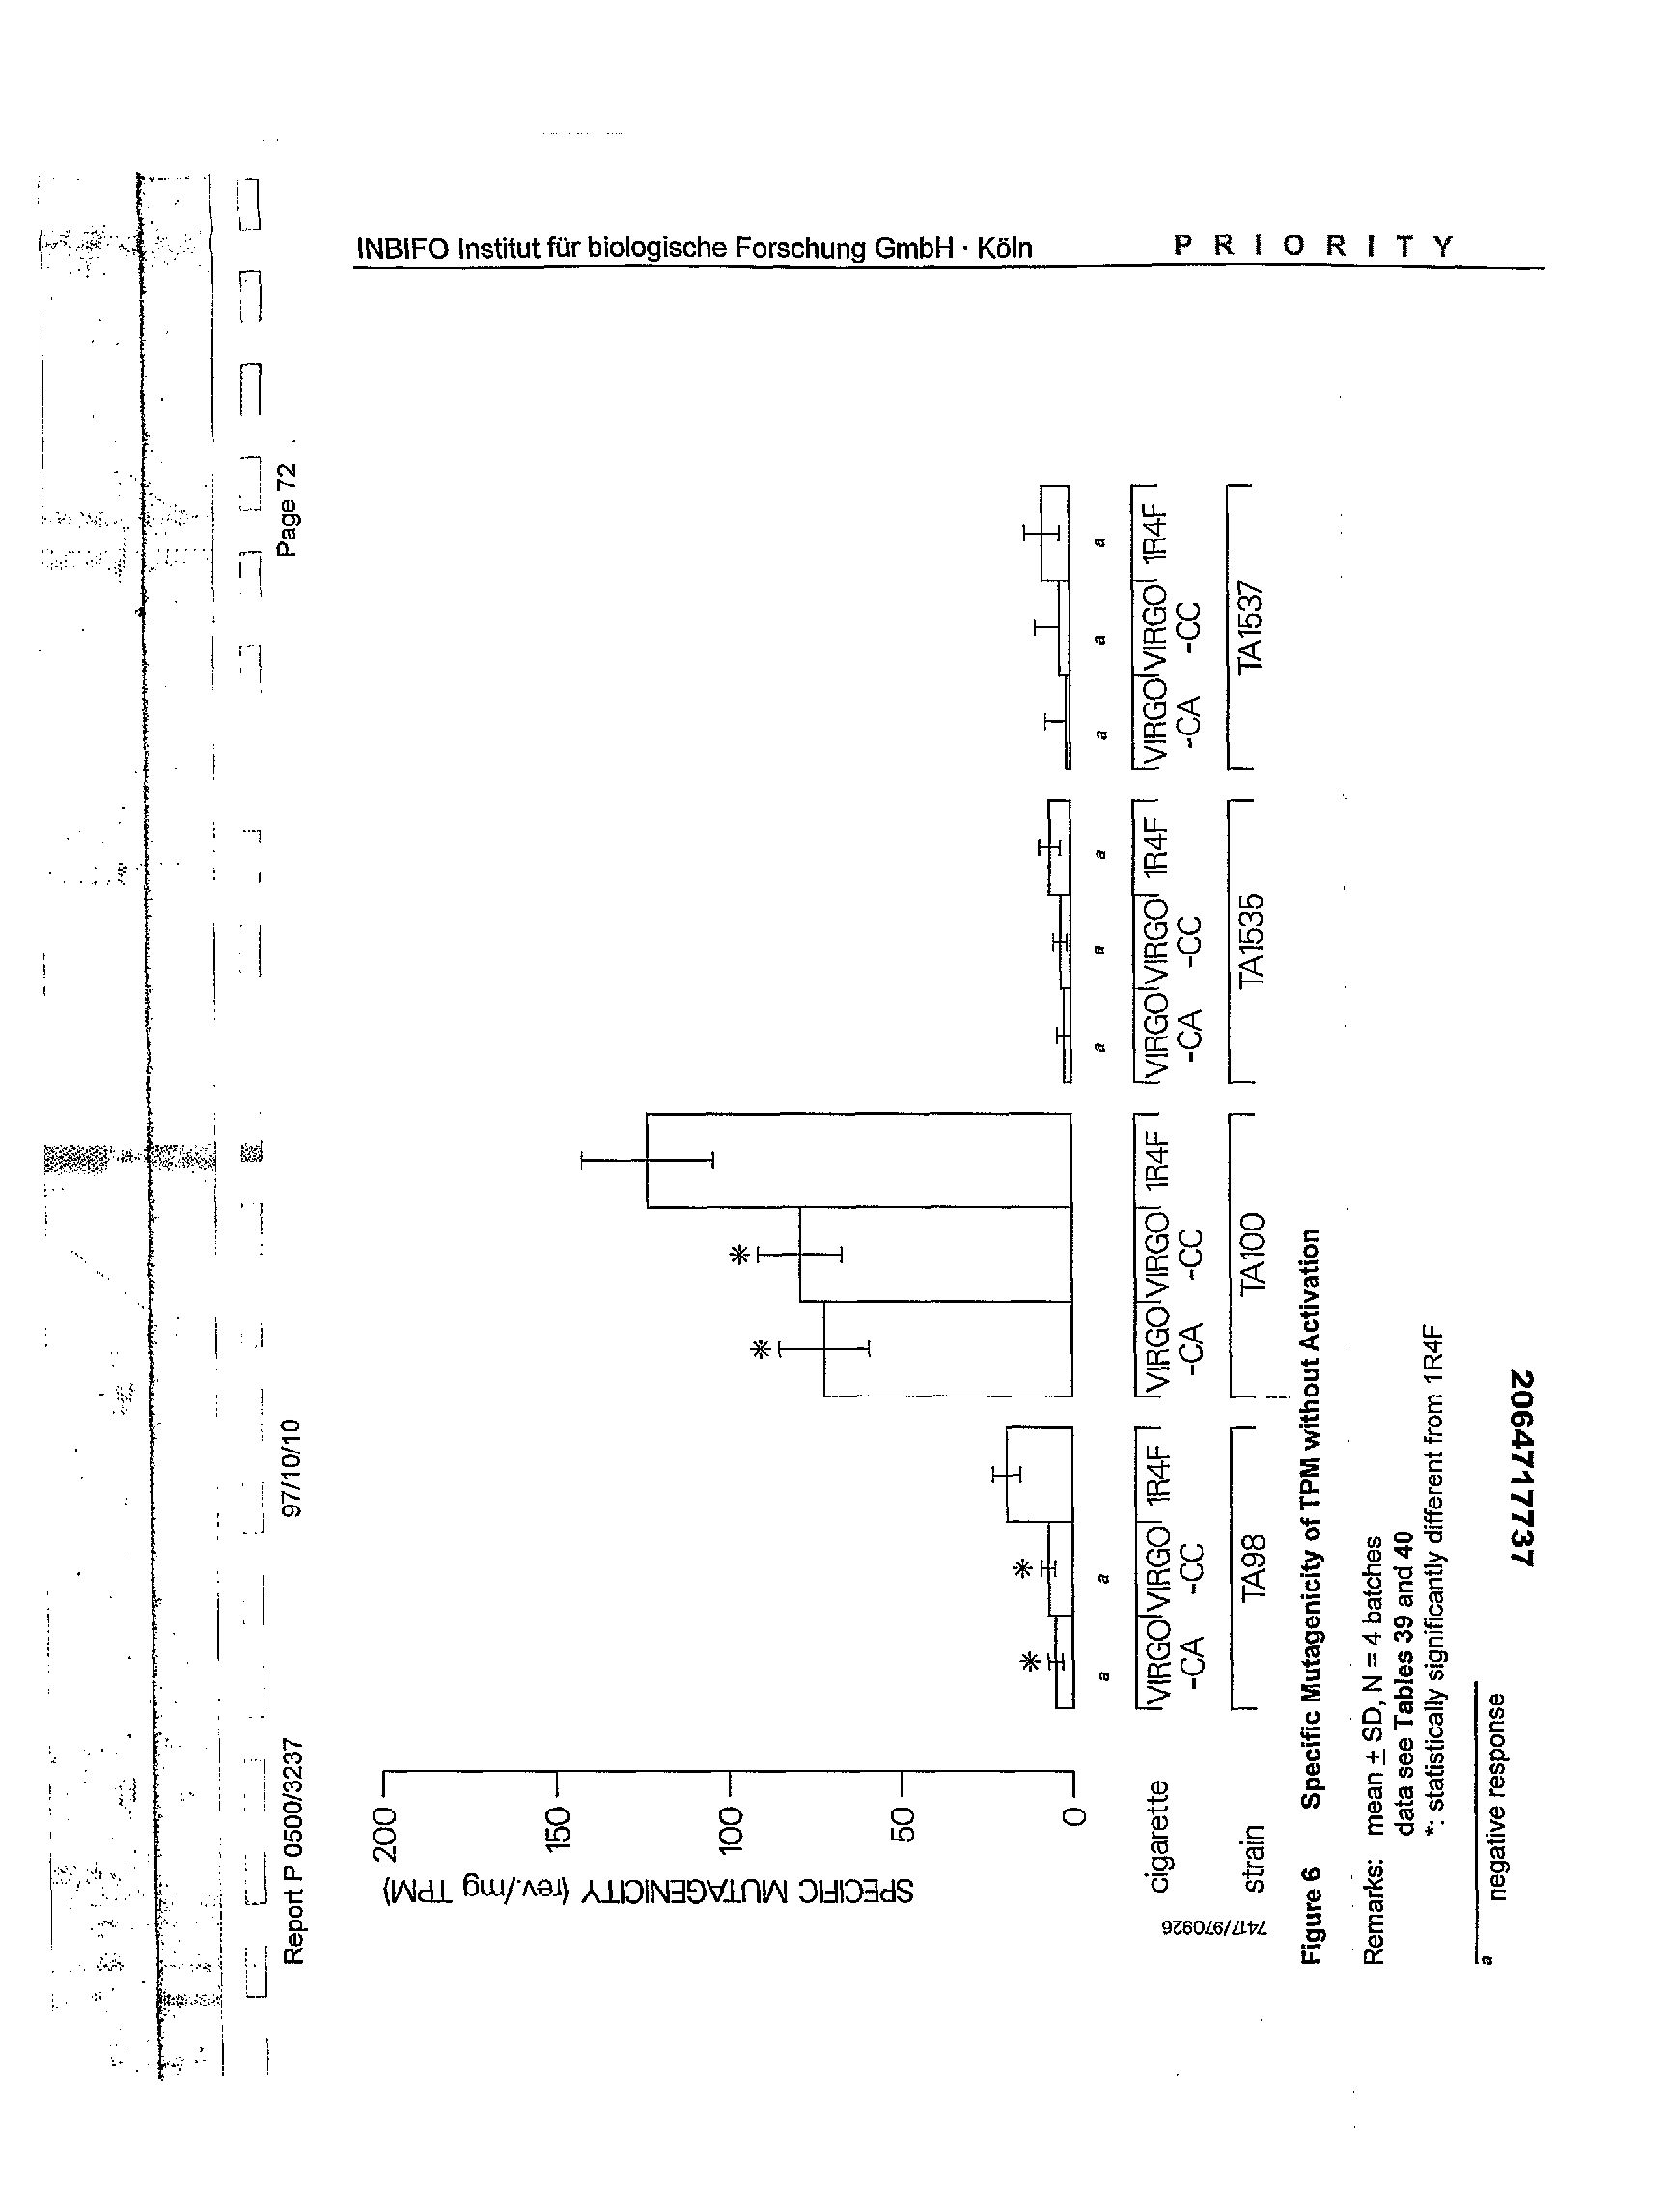 INBIFO Institut für biologische Forschung GmbH · Köln
P R I O R I T Y
Report P 0500/3237
97/10/10
Page 72
SPECIFIC MUTAGENICITY (rev./mg TPM)
200
150
100
50
0
* * * *
a a a a a a a a
cigarette
VIRGO VIRGO 1R4F VIRGO VIRGO 1R4F VIRGO VIRGO 1R4F VIRGO VIRGO 1R4F
-CA -CC -CA -CC -CA -CC -CA -CC
strain
TA98 TA100 TA1535 TA1537
7417/970926
Figure 6 Specific Mutagenicity of TPM without Activation
Remarks: mean ± SD, N = 4 batches
data see Tables 39 and 40
*: statistically significantly different from 1R4F
a
negative response
2064717737